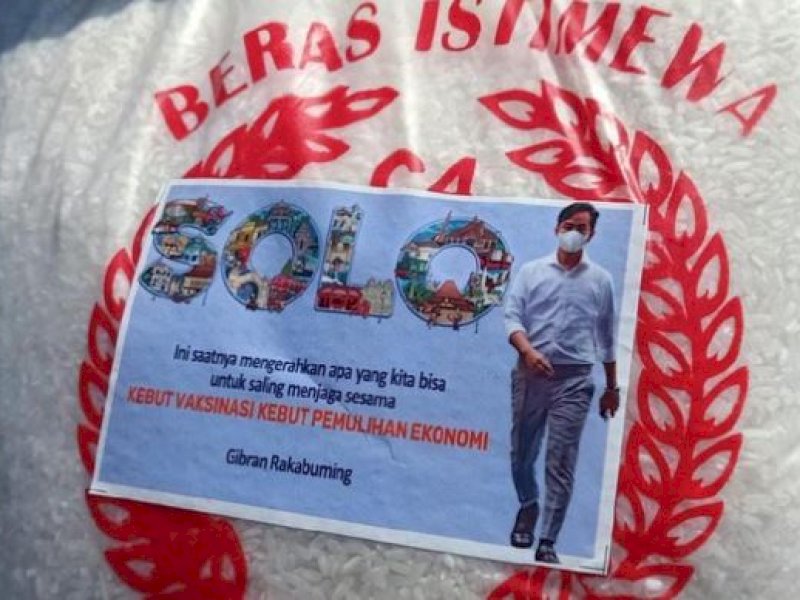 BERAS ISTIMEWA
CA
SOLO
Ini saatnya mengerahkan apa yang kita bisa
untuk saling menjaga sesama
KEBUT VAKSINASI KEBUT PEMULIHAN EKONOMI
Gibran Rakabuming